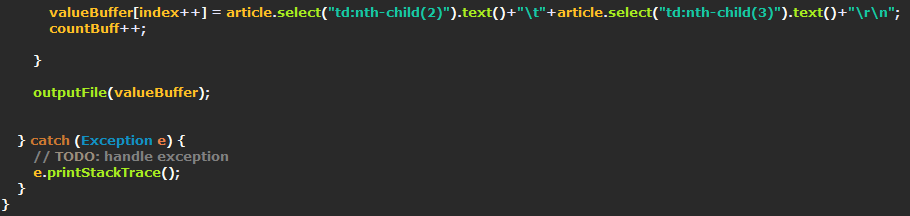 valueBuffer[index++] = article.select("td:nth-child(2)").text()+"\t"+article.select("td:nth-child(3)").text()+"\r\n";
countBuff++;
}
outputFile(valueBuffer);
} catch (Exception e) {
// TODO: handle exception
e.printStackTrace();
}
}